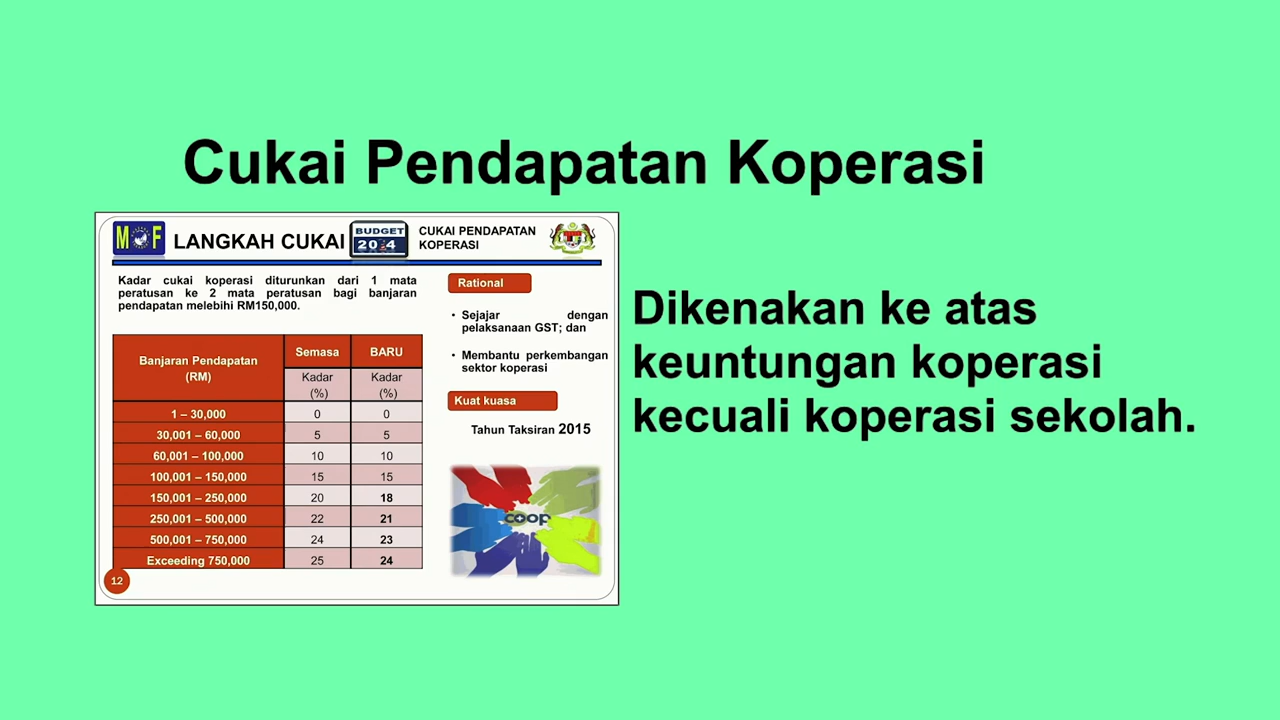 Cukai Pendapatan Koperasi
M F
LANGKAH CUKAI
BUDGET
CUKAI PENDAPATAN
KOPERASI
Kadar cukai koperasi diturunkan dari 1 mata
peratusan ke 2 mata peratusan bagi banjaran
pendapatan melebihi RM150,000.
Banjaran Pendapatan
(RM)
Semasa
BARU
Kadar
(%)
Kadar
(%)
1 – 30,000 0 0
30,001 – 60,000 5 5
60,001 – 100,000 10 10
100,001 – 150,000 15 15
150,001 – 250,000 20 18
250,001 – 500,000 22 21
500,001 – 750,000 24 23
Exceeding 750,000 25 24
12
Rational
• Sejajar dengan
pelaksanaan GST; dan
• Membantu perkembangan
sektor koperasi
Kuat kuasa
Tahun Taksiran 2015
coop
Dikenakan ke atas
keuntungan koperasi
kecuali koperasi sekolah.